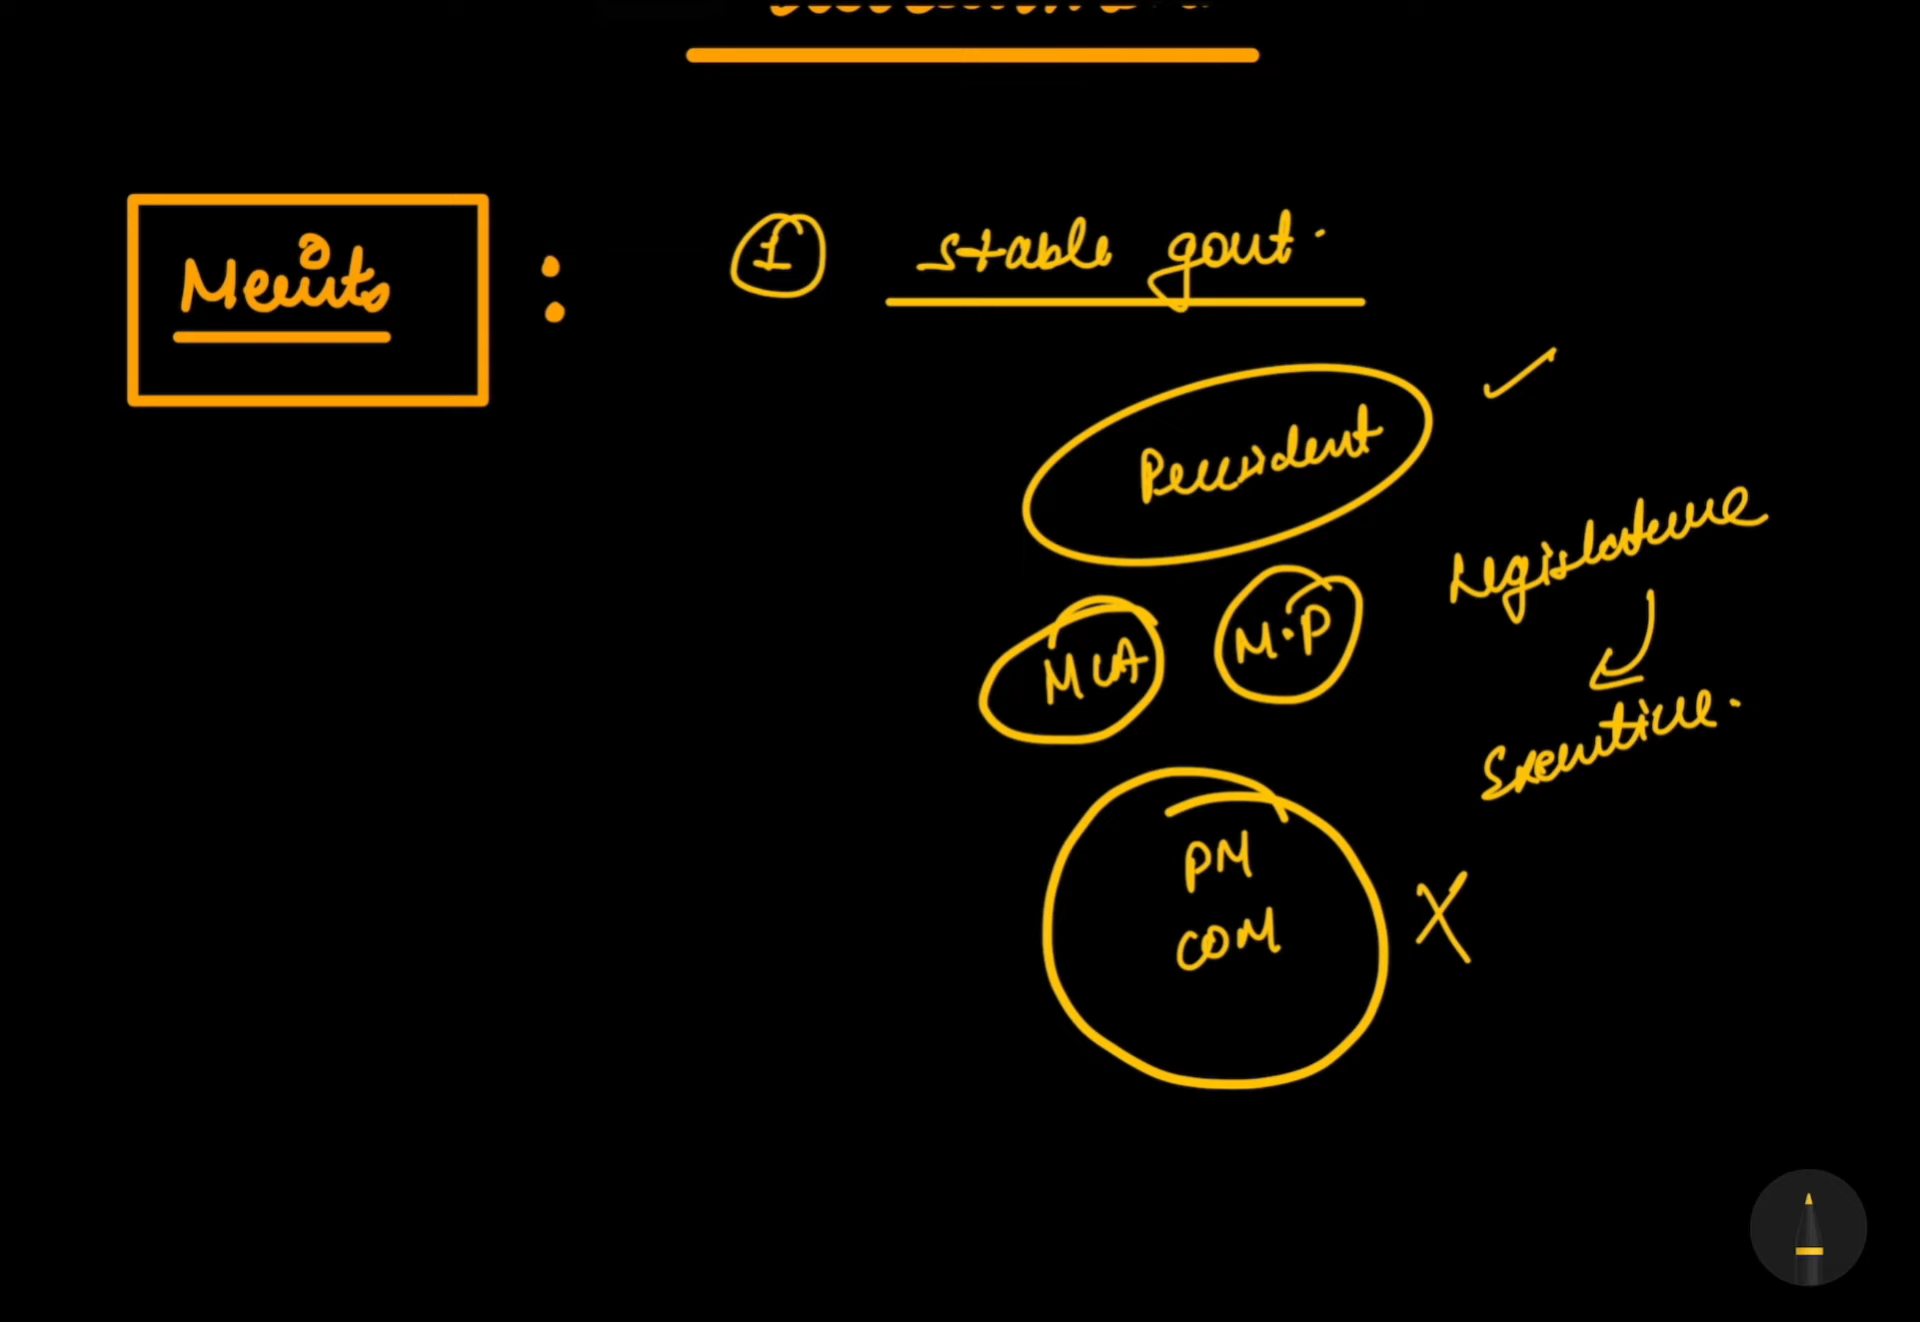 Merits :
① stable govt.
President ✓
MLA
M.P
Legislature
Executive.
PM
COM X